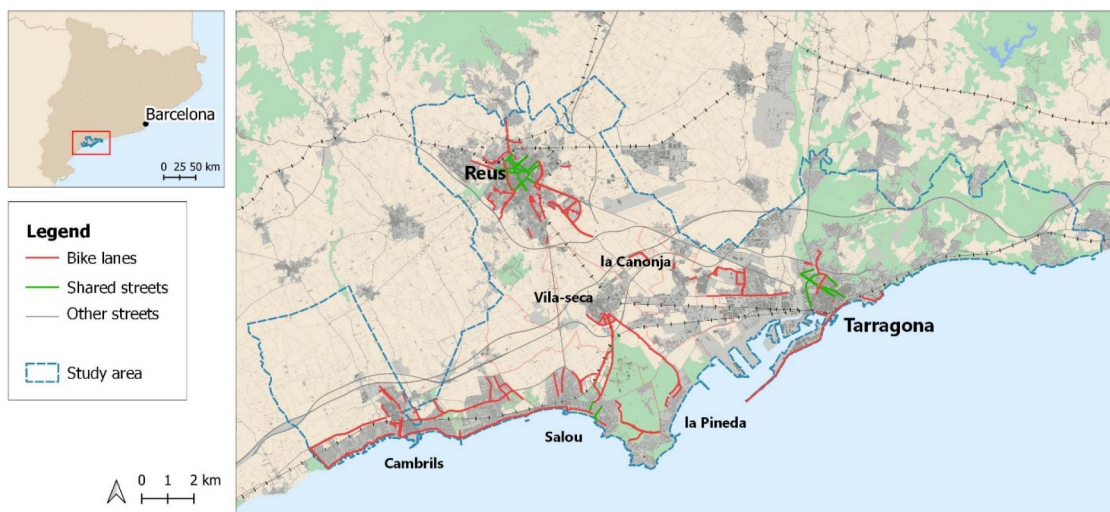 Barcelona
0 25 50 km
Legend
Bike lanes
Shared streets
Other streets
Study area
0 1 2 km
Reus
la Canonja
Vila-seca
Tarragona
la Pineda
Salou
Cambrils